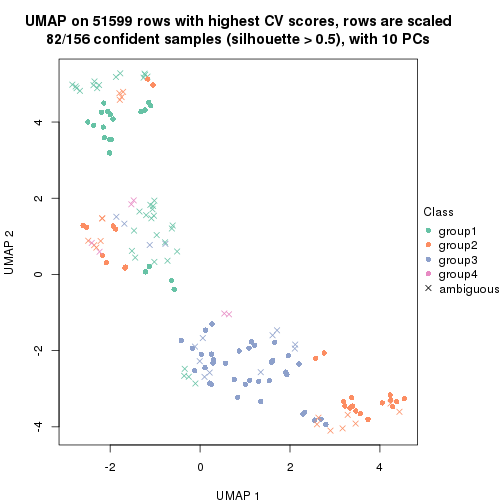 UMAP on 51599 rows with highest CV scores, rows are scaled
82/156 confident samples (silhouette > 0.5), with 10 PCs
4
2
0
-2
-4
UMAP 2
-2
0
2
4
UMAP 1
Class
group1
group2
group3
group4
ambiguous